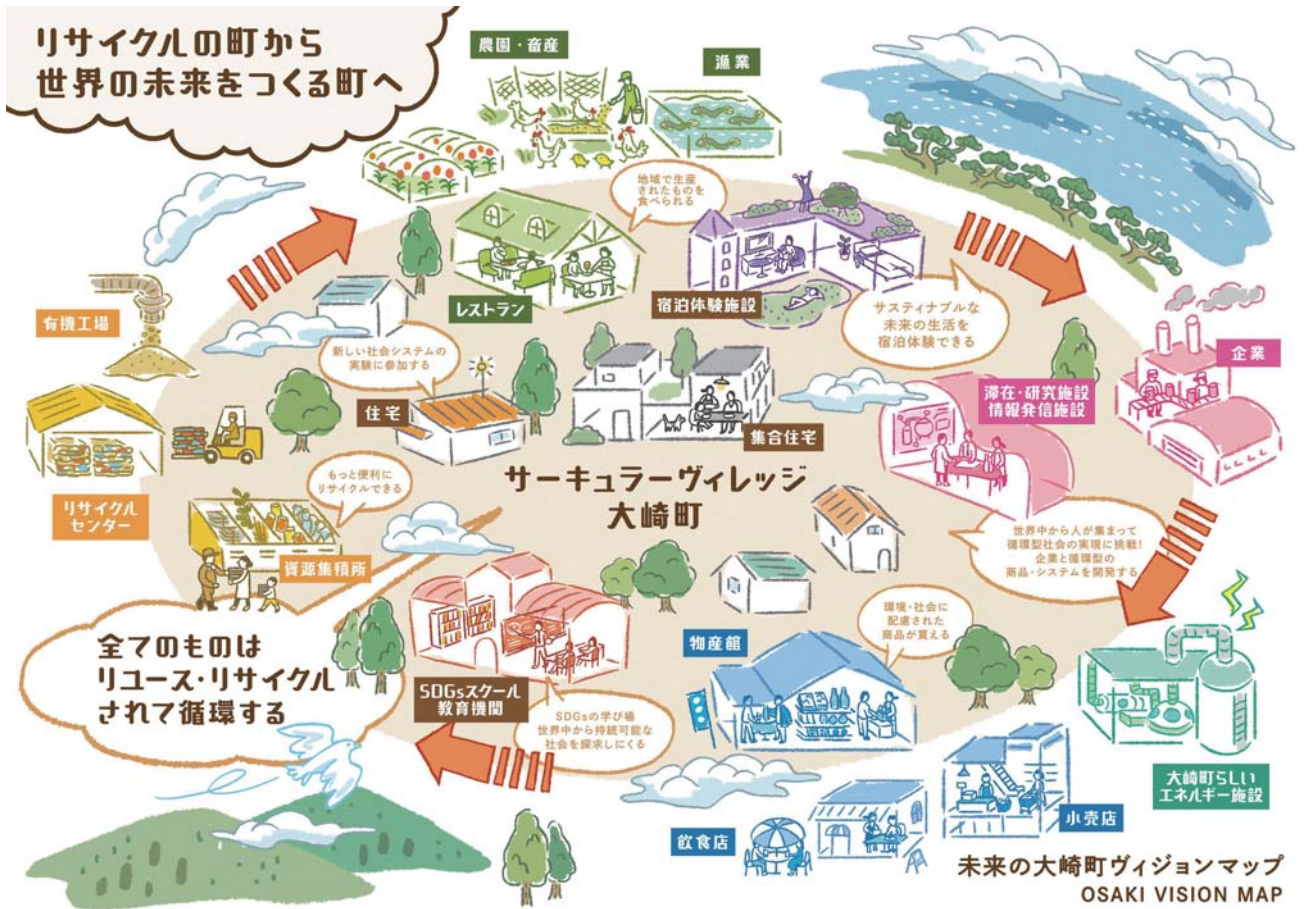 リサイクルの町から
世界の未来をつくる町へ
農園・畜産
漁業
地域で生産
されたものを
食べられる
レストラン
宿泊体験施設
サスティナブルな
未来の生活を
宿泊体験できる
有機工場
新しい社会システムの
実験に参加する
住宅
集合住宅
滞在・研究施設
情報発信施設
企業
リサイクル
センター
もっと便利に
リサイクルできる
資源集積所
サーキュラーヴィレッジ
大崎町
世界中から人が集まって
循環型社会の実現に挑戦!
企業と循環型の
商品・システムを開発する
全てのものは
リユース・リサイクル
されて循環する
SDGsスクール
教育機関
SDGsの学び場
世界中から持続可能な
社会を探求しにくる
物産館
環境・社会に
配慮された
商品が買える
大崎町らしい
エネルギー施設
小売店
飲食店
未来の大崎町ヴィジョンマップ
OSAKI VISION MAP